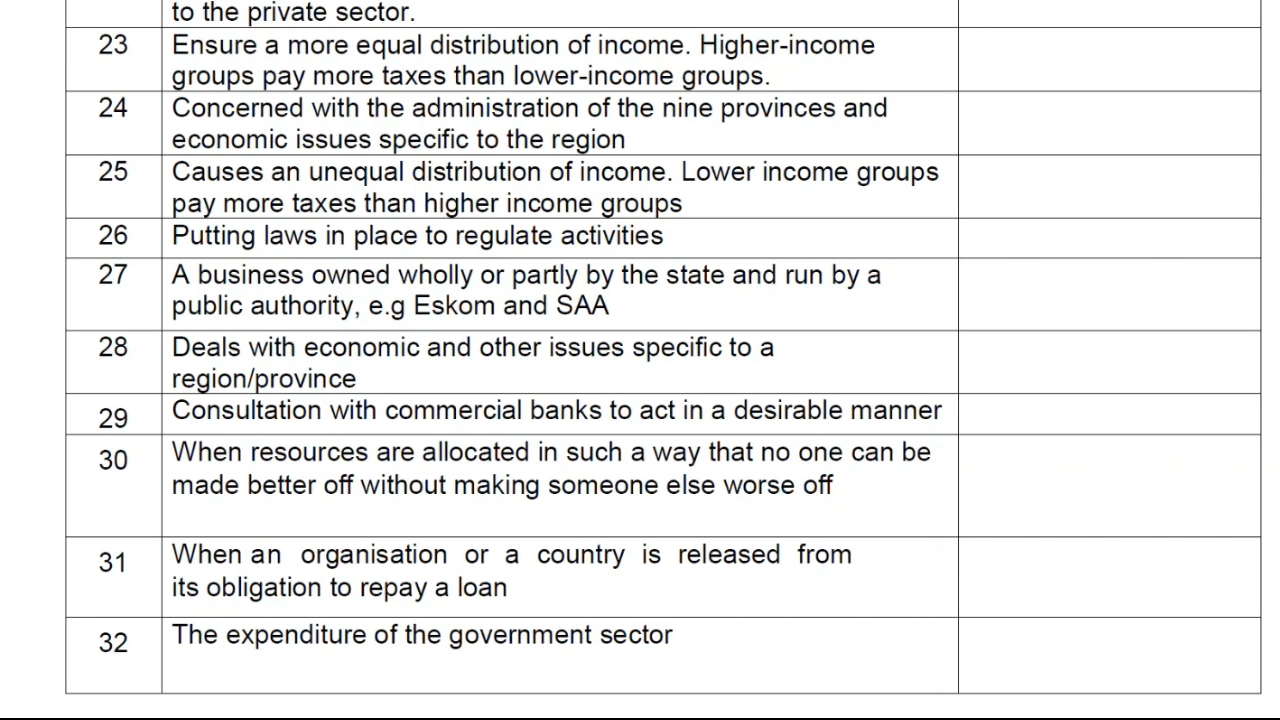 to the private sector.
23 Ensure a more equal distribution of income. Higher-income
groups pay more taxes than lower-income groups.
24 Concerned with the administration of the nine provinces and
economic issues specific to the region
25 Causes an unequal distribution of income. Lower income groups
pay more taxes than higher income groups
26 Putting laws in place to regulate activities
27 A business owned wholly or partly by the state and run by a
public authority, e.g Eskom and SAA
28 Deals with economic and other issues specific to a
region/province
29 Consultation with commercial banks to act in a desirable manner
30 When resources are allocated in such a way that no one can be
made better off without making someone else worse off
31 When an organisation or a country is released from
its obligation to repay a loan
32 The expenditure of the government sector